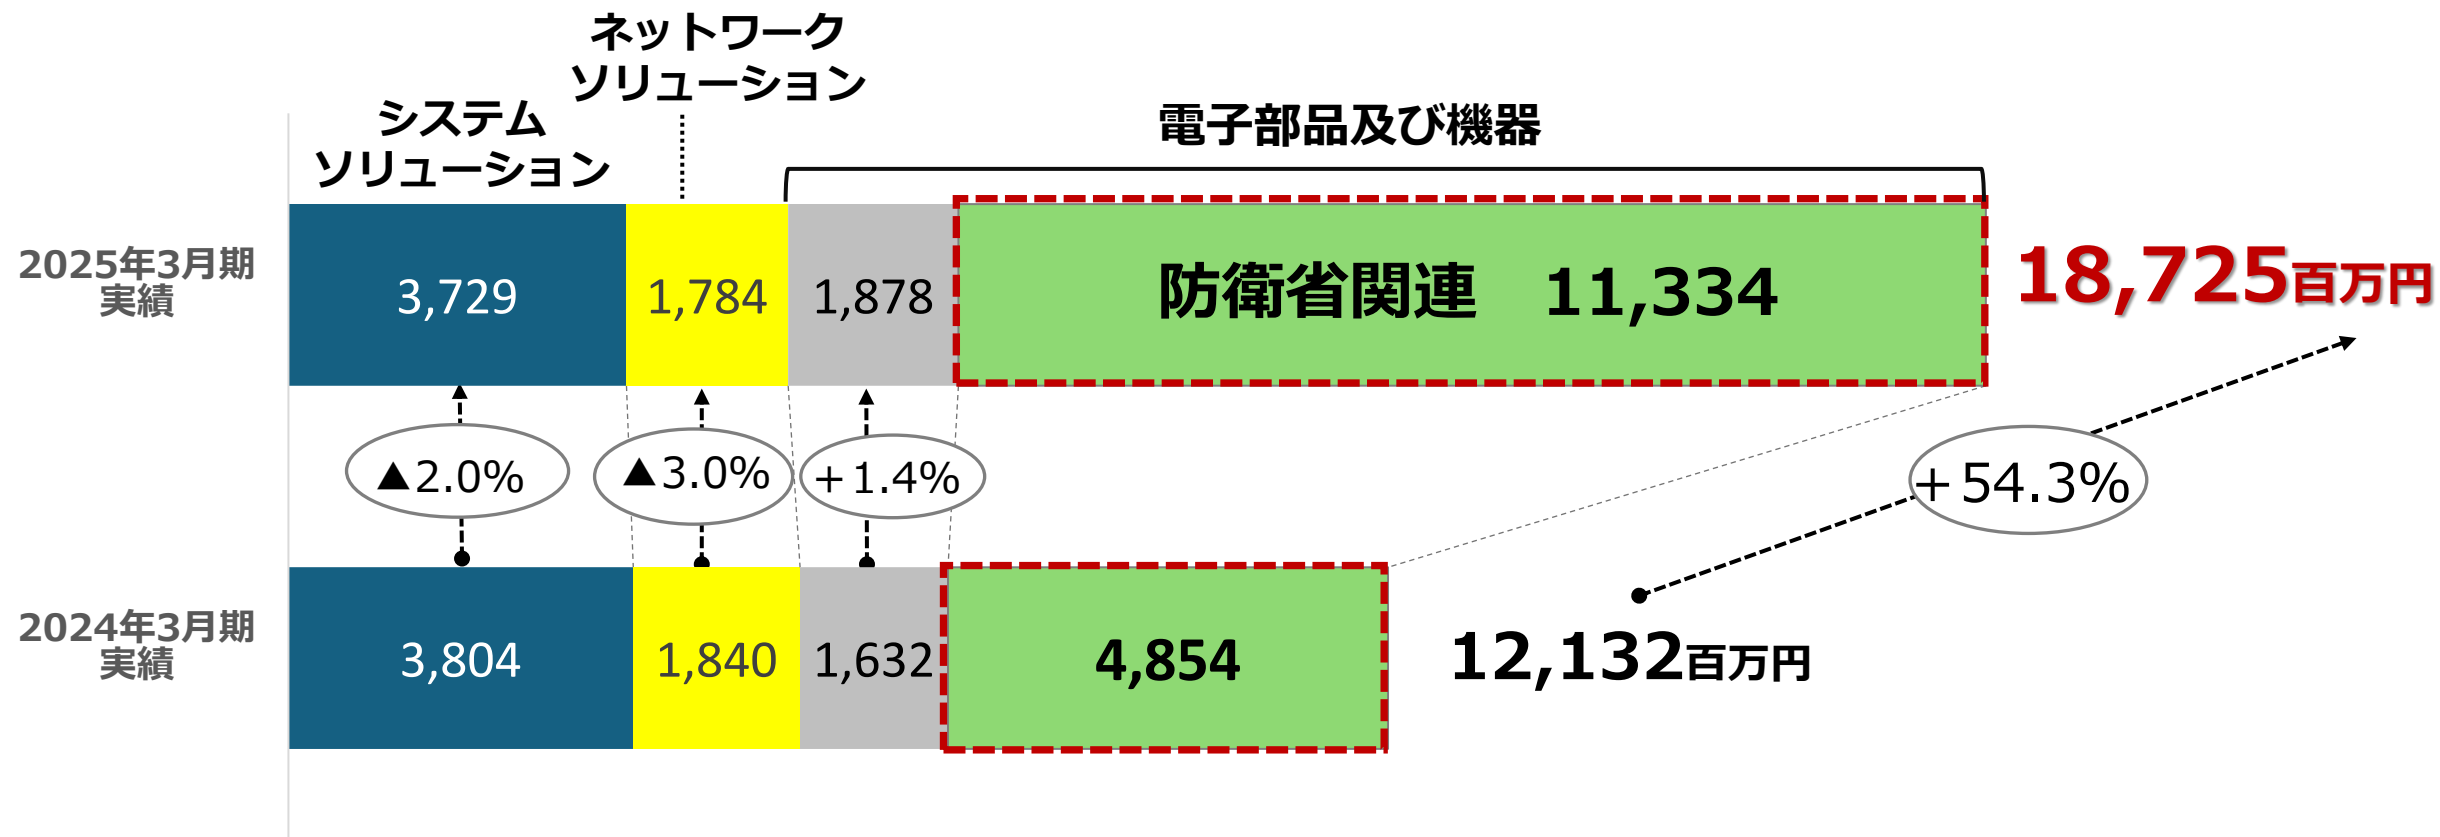 ネットワーク
ソリューション
システム
ソリューション
電子部品及び機器
2025年3月期
実績
3,729
1,784
1,878
防衛省関連　11,334
18,725百万円
▲2.0%
▲3.0%
+1.4%
+54.3%
2024年3月期
実績
3,804
1,840
1,632
4,854
12,132百万円